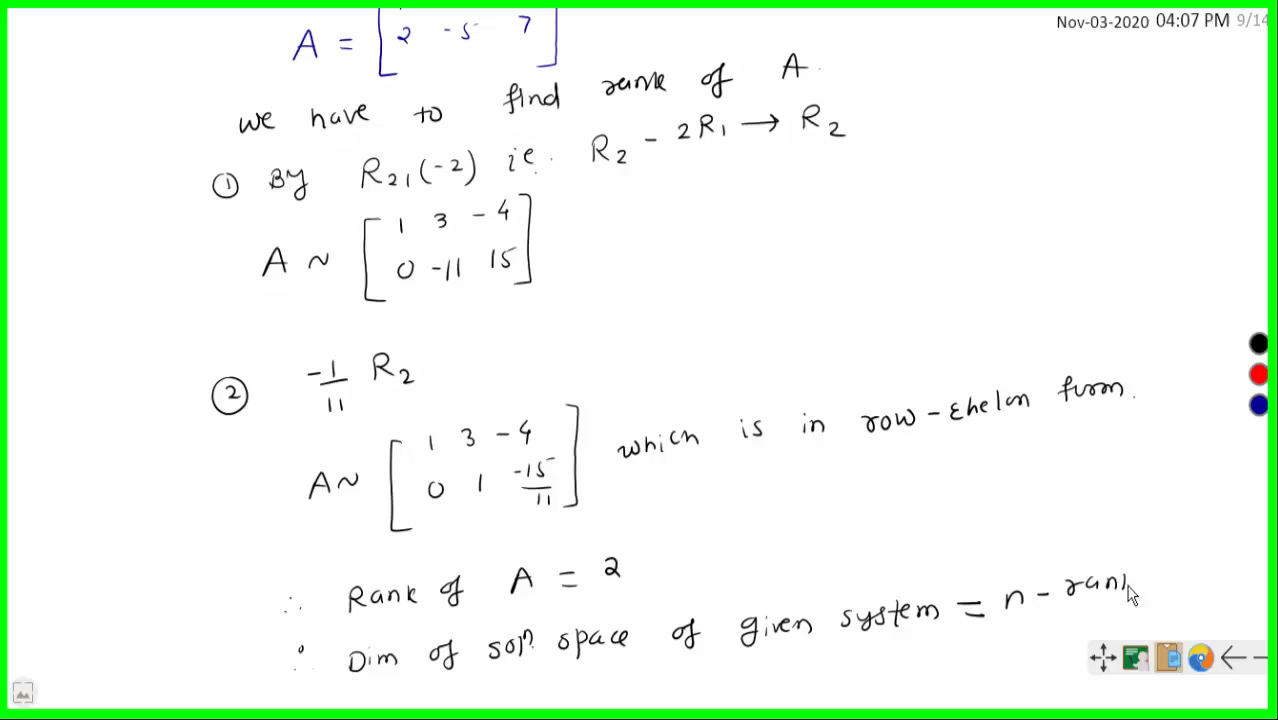 Nov-03-2020 04:07 PM 9/14
A = [ 2 -5 7 ]
we have to find rank of A.
① By R21(-2) ie. R2 - 2R1 → R2
A ~ [ 1 3 -4
0 -11 15 ]
② -1/11 R2
A ~ [ 1 3 -4
0 1 -15/11 ] which is in row-Ehelon form.
∴ Rank of A = 2
∴ Dim of solⁿ space of given system = n - rank